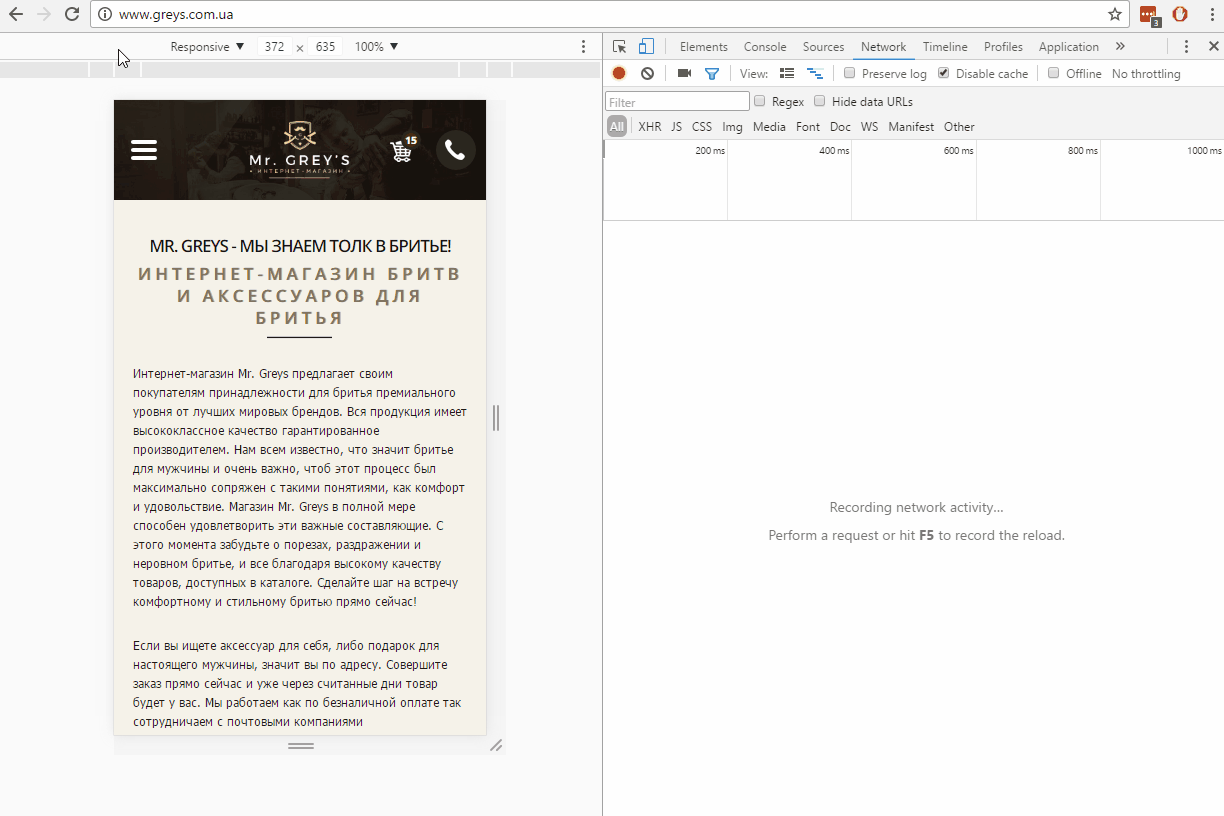 www.greys.com.ua
3
Responsive ▼ 372 × 635 100% ▼
Elements Console Sources Network Timeline Profiles Application »
View: Preserve log Disable cache Offline No throttling
Filter Regex Hide data URLs
All XHR JS CSS Img Media Font Doc WS Manifest Other
200 ms 400 ms 600 ms 800 ms 1000 ms
15
Mr. GREY'S
• ИНТЕРНЕТ-МАГАЗИН •
MR. GREYS - МЫ ЗНАЕМ ТОЛК В БРИТЬЕ!
ИНТЕРНЕТ-МАГАЗИН БРИТВ
И АКСЕССУАРОВ ДЛЯ
БРИТЬЯ
Интернет-магазин Mr. Greys предлагает своим
покупателям принадлежности для бритья премиального
уровня от лучших мировых брендов. Вся продукция имеет
высококлассное качество гарантированное
производителем. Нам всем известно, что значит бритье
для мужчины и очень важно, чтоб этот процесс был
максимально сопряжен с такими понятиями, как комфорт
и удовольствие. Магазин Mr. Greys в полной мере
способен удовлетворить эти важные составляющие. С
этого момента забудьте о порезах, раздражении и
неровном бритье, и все благодаря высокому качеству
товаров, доступных в каталоге. Сделайте шаг на встречу
комфортному и стильному бритью прямо сейчас!
Если вы ищете аксессуар для себя, либо подарок для
настоящего мужчины, значит вы по адресу. Совершите
заказ прямо сейчас и уже через считанные дни товар
будет у вас. Мы работаем как по безналичной оплате так
сотрудничаем с почтовыми компаниями
Recording network activity...
Perform a request or hit F5 to record the reload.